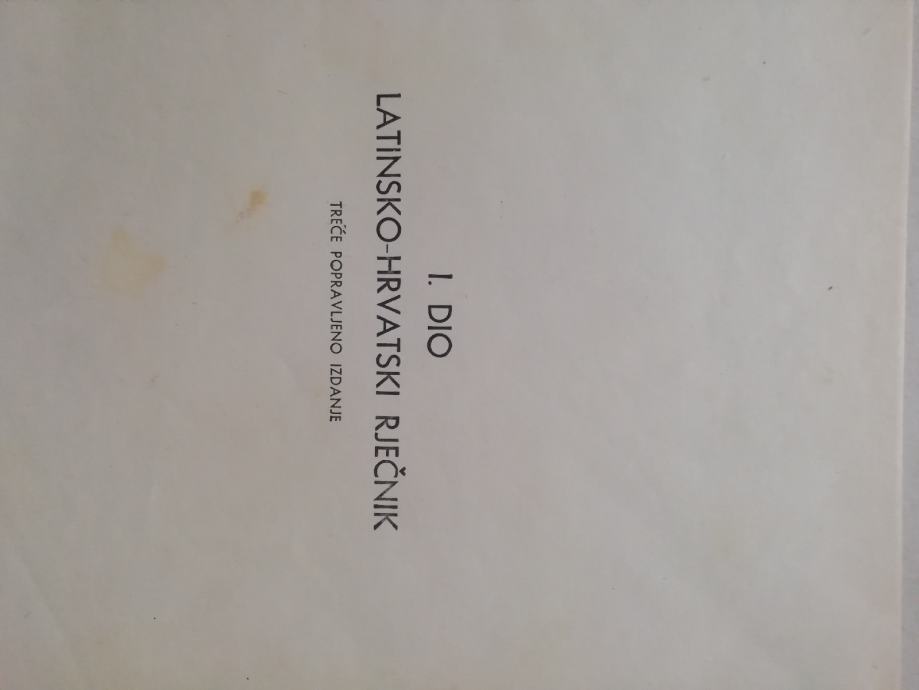 I. DIO
LATINSKO-HRVATSKI RJEČNIK
TREĆE POPRAVLJENO IZDANJE